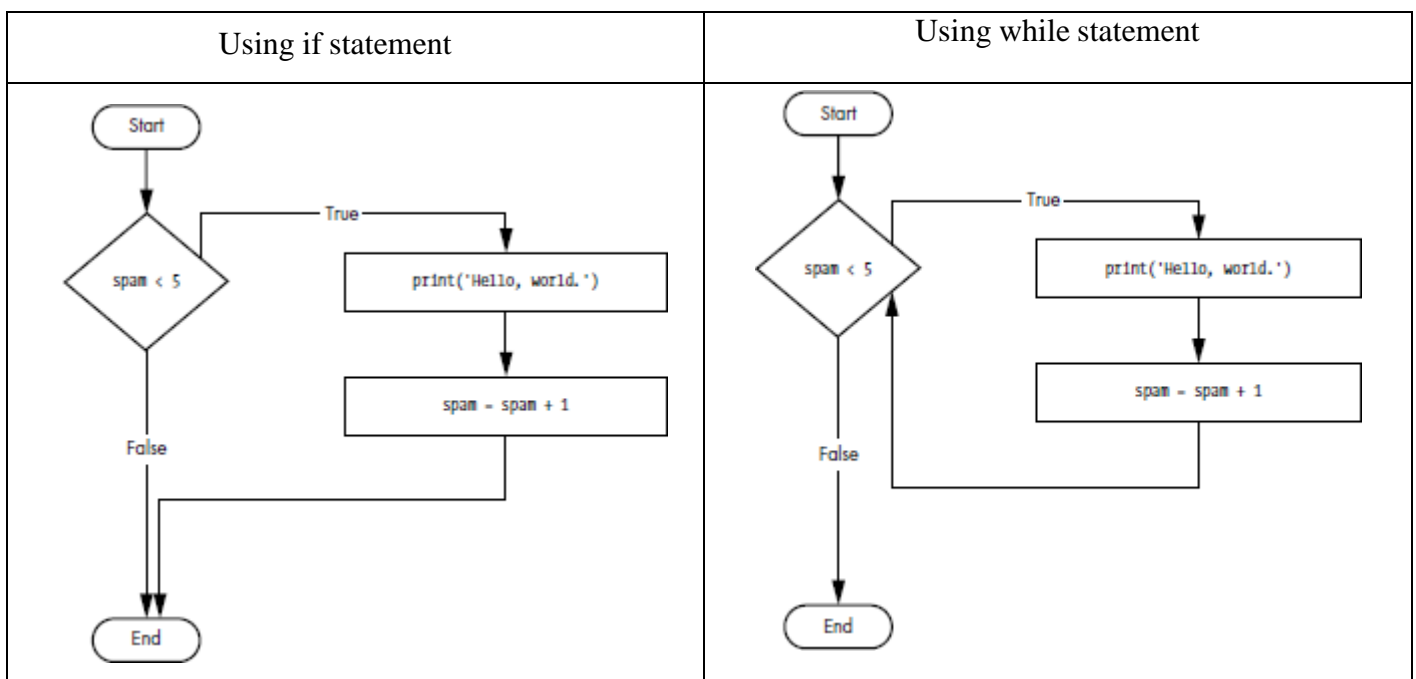 Using if statement
Using while statement
Start
True
spam < 5
print('Hello, world.')
spam = spam + 1
False
End
Start
True
spam < 5
print('Hello, world.')
spam = spam + 1
False
End